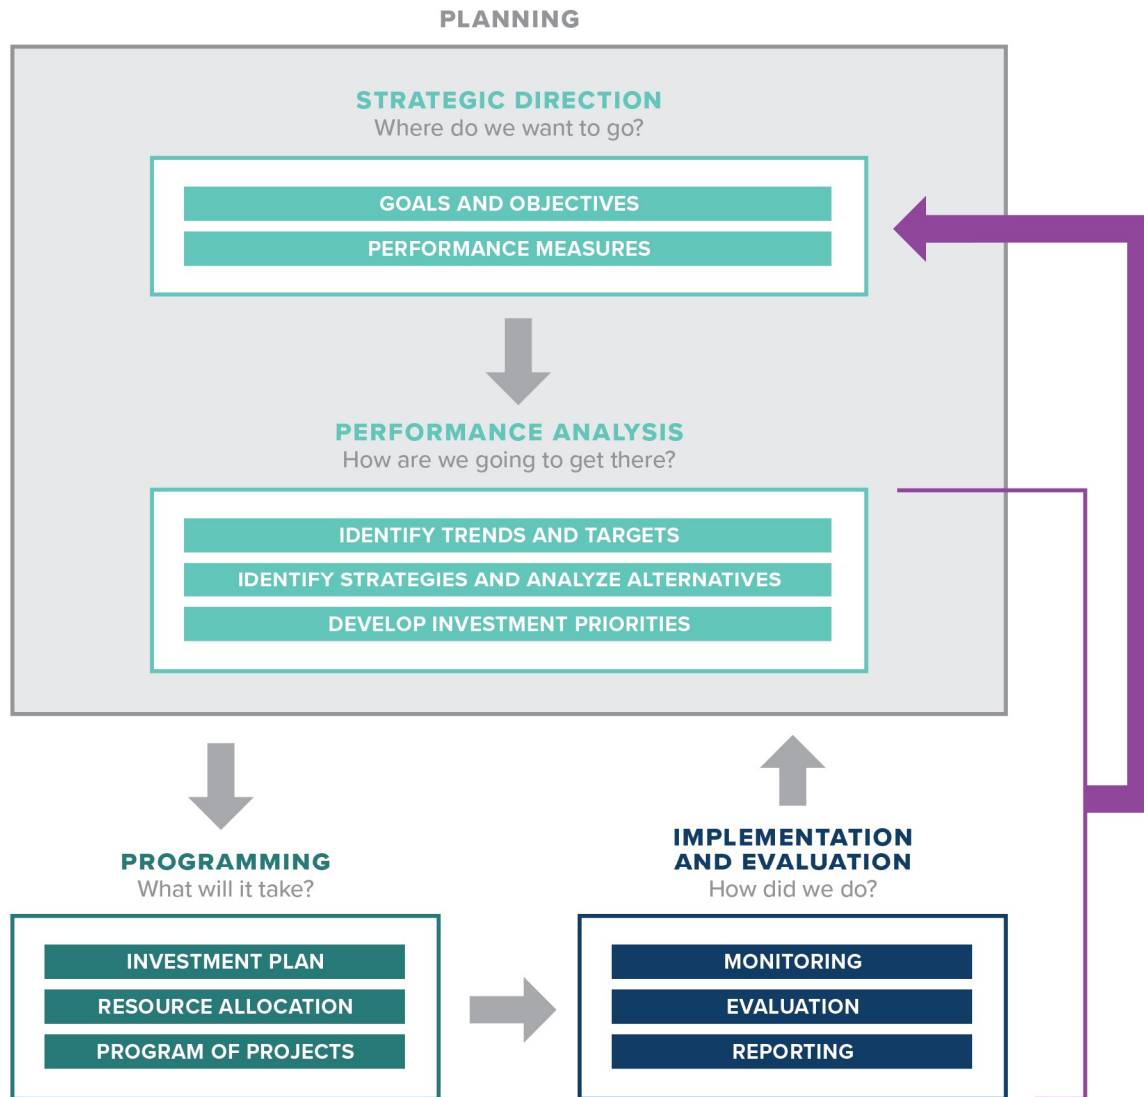 PLANNING
STRATEGIC DIRECTION
Where do we want to go?
GOALS AND OBJECTIVES
PERFORMANCE MEASURES
PERFORMANCE ANALYSIS
How are we going to get there?
IDENTIFY TRENDS AND TARGETS
IDENTIFY STRATEGIES AND ANALYZE ALTERNATIVES
DEVELOP INVESTMENT PRIORITIES
PROGRAMMING
What will it take?
INVESTMENT PLAN
RESOURCE ALLOCATION
PROGRAM OF PROJECTS
IMPLEMENTATION
AND EVALUATION
How did we do?
MONITORING
EVALUATION
REPORTING